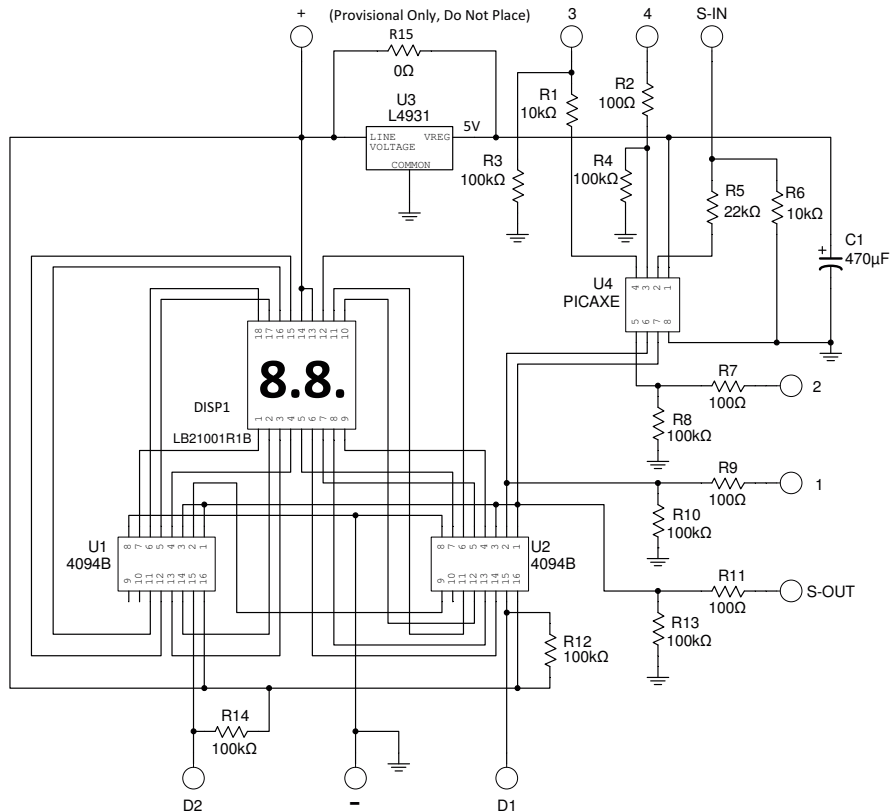 + (Provisional Only, Do Not Place) 3 4 S-IN
R15
0Ω
U3
L4931
5V
LINE VREG
VOLTAGE
COMMON
R1
10kΩ
R2
100Ω
R3
100kΩ
R4
100kΩ
R5
22kΩ
R6
10kΩ
C1
+
470µF
U4
PICAXE
4 3 2 1
5 6 7 8
18 17 16 15 14 13 12 11 10
8.8.
DISP1
1 2 3 4 5 6 7 8 9
LB21001R1B
R7
100Ω
2
R8
100kΩ
R9
100Ω
1
R10
100kΩ
U1
4094B
8 7 6 5 4 3 2 1
9 10 11 12 13 14 15 16
U2
4094B
8 7 6 5 4 3 2 1
9 10 11 12 13 14 15 16
R11
100Ω
S-OUT
R13
100kΩ
R12
100kΩ
R14
100kΩ
D2 - D1